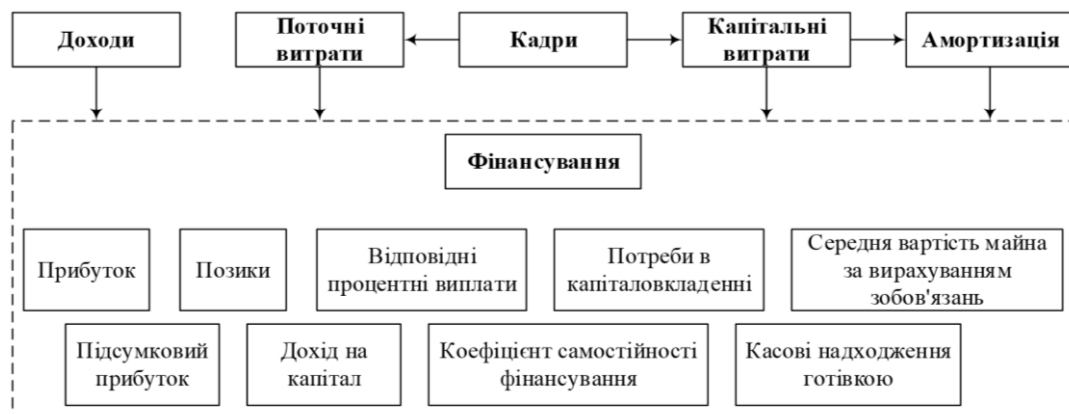 Доходи
Поточні
витрати
Кадри
Капітальні
витрати
Амортизація
Фінансування
Прибуток
Позики
Відповідні
процентні виплати
Потреби в
капіталовкладенні
Середня вартість майна
за вирахуванням
зобов'язань
Підсумковий
прибуток
Дохід на
капітал
Коефіцієнт самостійності
фінансування
Касові надходження
готівкою